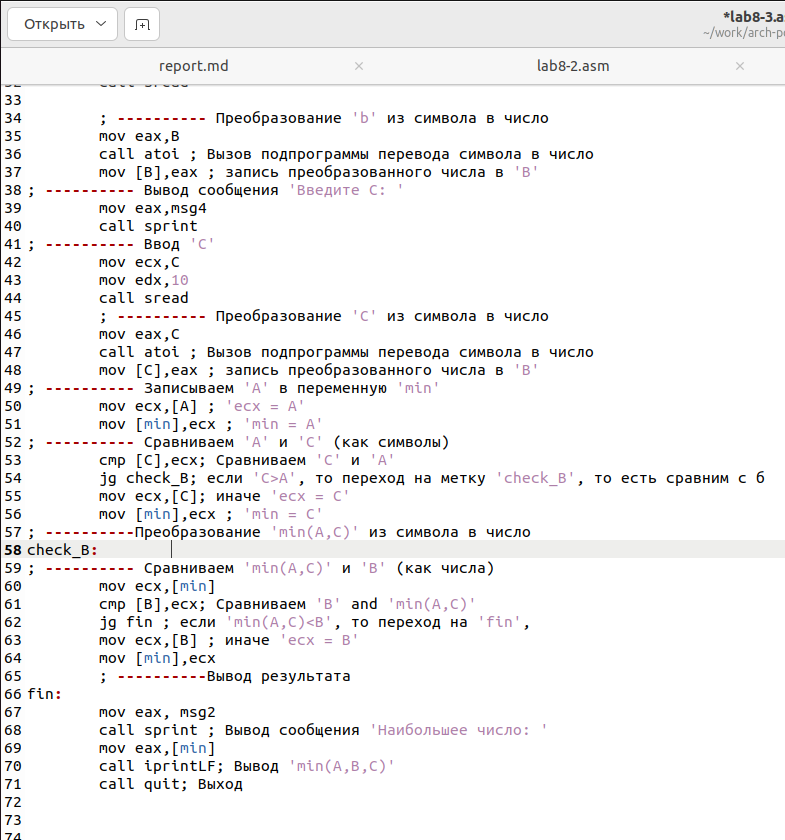 Открыть
*lab8-3.a
~/work/arch-p
report.md
lab8-2.asm
33
34 ; ---------- Преобразование 'b' из символа в число
35 mov eax,B
36 call atoi ; Вызов подпрограммы перевода символа в число
37 mov [B],eax ; запись преобразованного числа в 'B'
38 ; ---------- Вывод сообщения 'Введите C: '
39 mov eax,msg4
40 call sprint
41 ; ---------- Ввод 'C'
42 mov ecx,C
43 mov edx,10
44 call sread
45 ; ---------- Преобразование 'C' из символа в число
46 mov eax,C
47 call atoi ; Вызов подпрограммы перевода символа в число
48 mov [C],eax ; запись преобразованного числа в 'B'
49 ; ---------- Записываем 'A' в переменную 'min'
50 mov ecx,[A] ; 'ecx = A'
51 mov [min],ecx ; 'min = A'
52 ; ---------- Сравниваем 'A' и 'C' (как символы)
53 cmp [C],ecx; Сравниваем 'C' и 'A'
54 jg check_B; если 'C>A', то переход на метку 'check_B', то есть сравним с б
55 mov ecx,[C]; иначе 'ecx = C'
56 mov [min],ecx ; 'min = C'
57 ; ----------Преобразование 'min(A,C)' из символа в число
58 check_B:
59 ; ---------- Сравниваем 'min(A,C)' и 'B' (как числа)
60 mov ecx,[min]
61 cmp [B],ecx; Сравниваем 'B' and 'min(A,C)'
62 jg fin ; если 'min(A,C)<B', то переход на 'fin',
63 mov ecx,[B] ; иначе 'ecx = B'
64 mov [min],ecx
65 ; ----------Вывод результата
66 fin:
67 mov eax, msg2
68 call sprint ; Вывод сообщения 'Наибольшее число: '
69 mov eax,[min]
70 call iprintLF; Вывод 'min(A,B,C)'
71 call quit; Выход
72
73
74